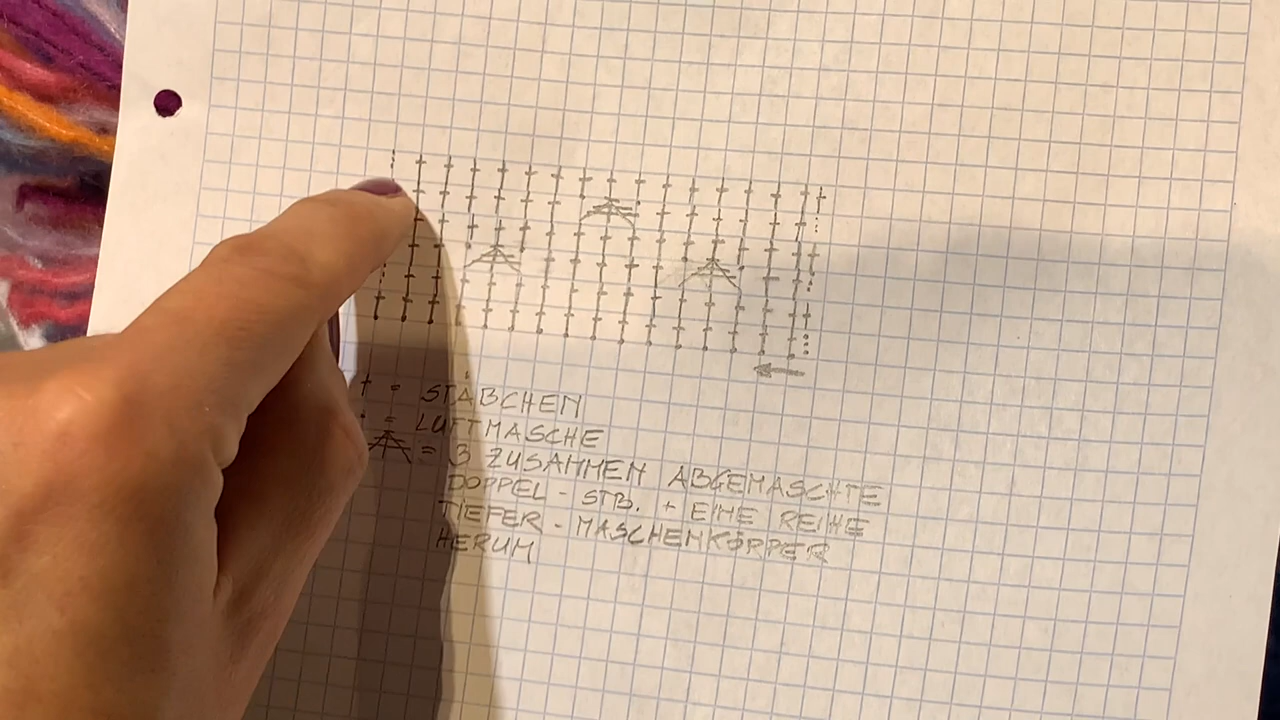 † = STÄBCHEN
• = LUFTMASCHE
= 3 ZUSAMMEN ABGEMASCHTE
DOPPEL - STB. + EINE REIHE
TIEFER - MASCHENKÖRPER
HERUM